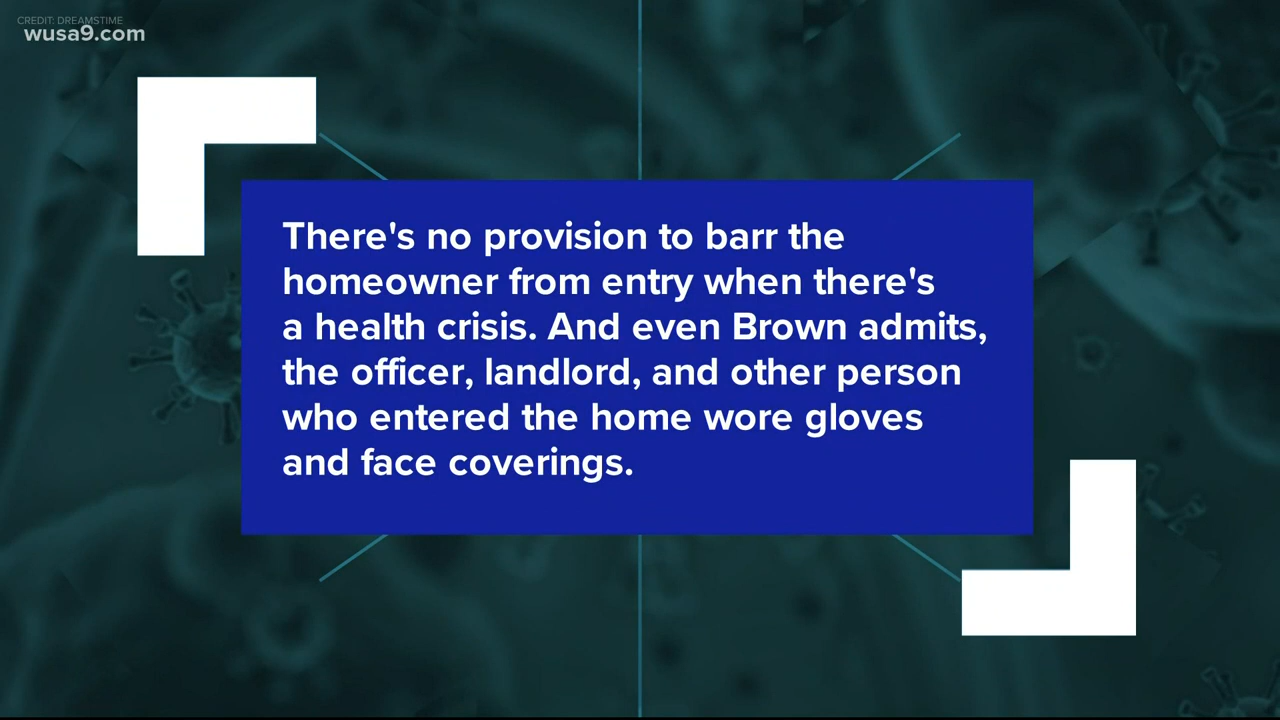 CREDIT: DREAMSTIME
wusa9.com
There's no provision to barr the
homeowner from entry when there's
a health crisis. And even Brown admits,
the officer, landlord, and other person
who entered the home wore gloves
and face coverings.